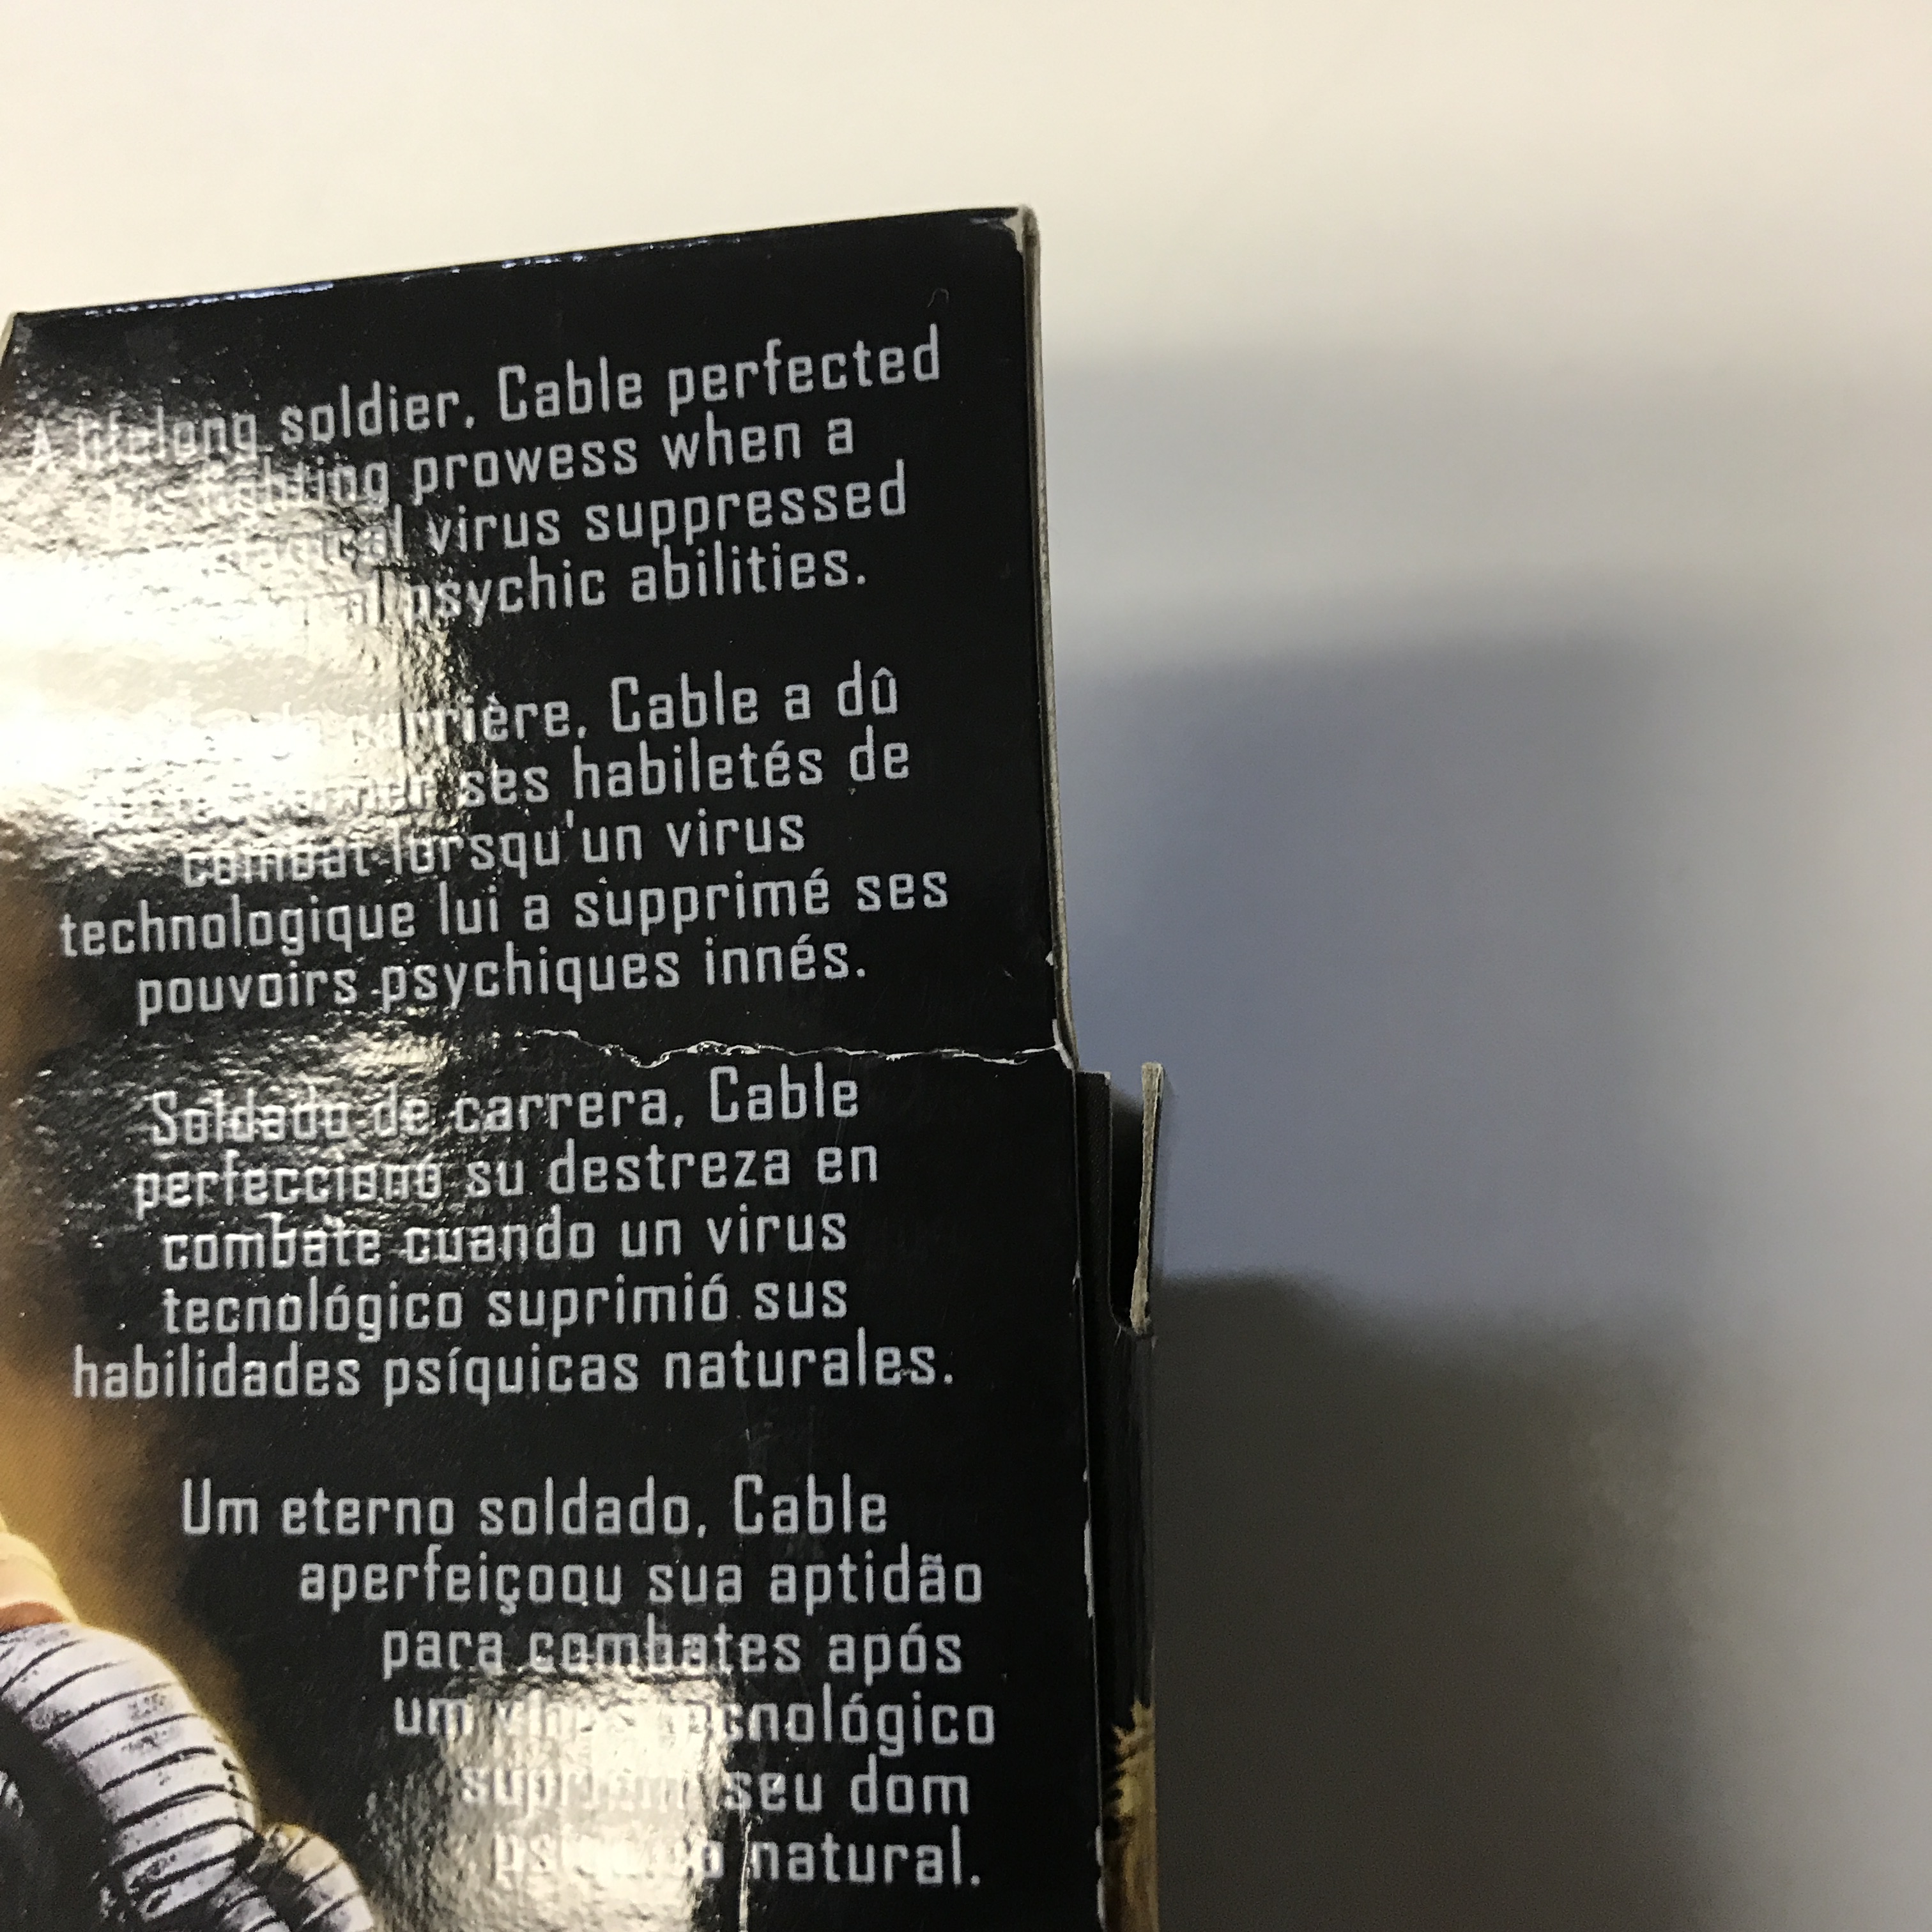 A lifelong soldier, Cable perfected
fighting prowess when a
virus suppressed
psychic abilities.
Cable a dû
ses habiletés de
combat lorsqu'un virus
technologique lui a supprimé ses
pouvoirs psychiques innés.
Soldado de carrera, Cable
perfecciono su destreza en
combate cuando un virus
tecnológico suprimió sus
habilidades psíquicas naturales.
Um eterno soldado, Cable
aperfeiçoou sua aptidão
para combates após
um tecnológico
seu dom
natural.